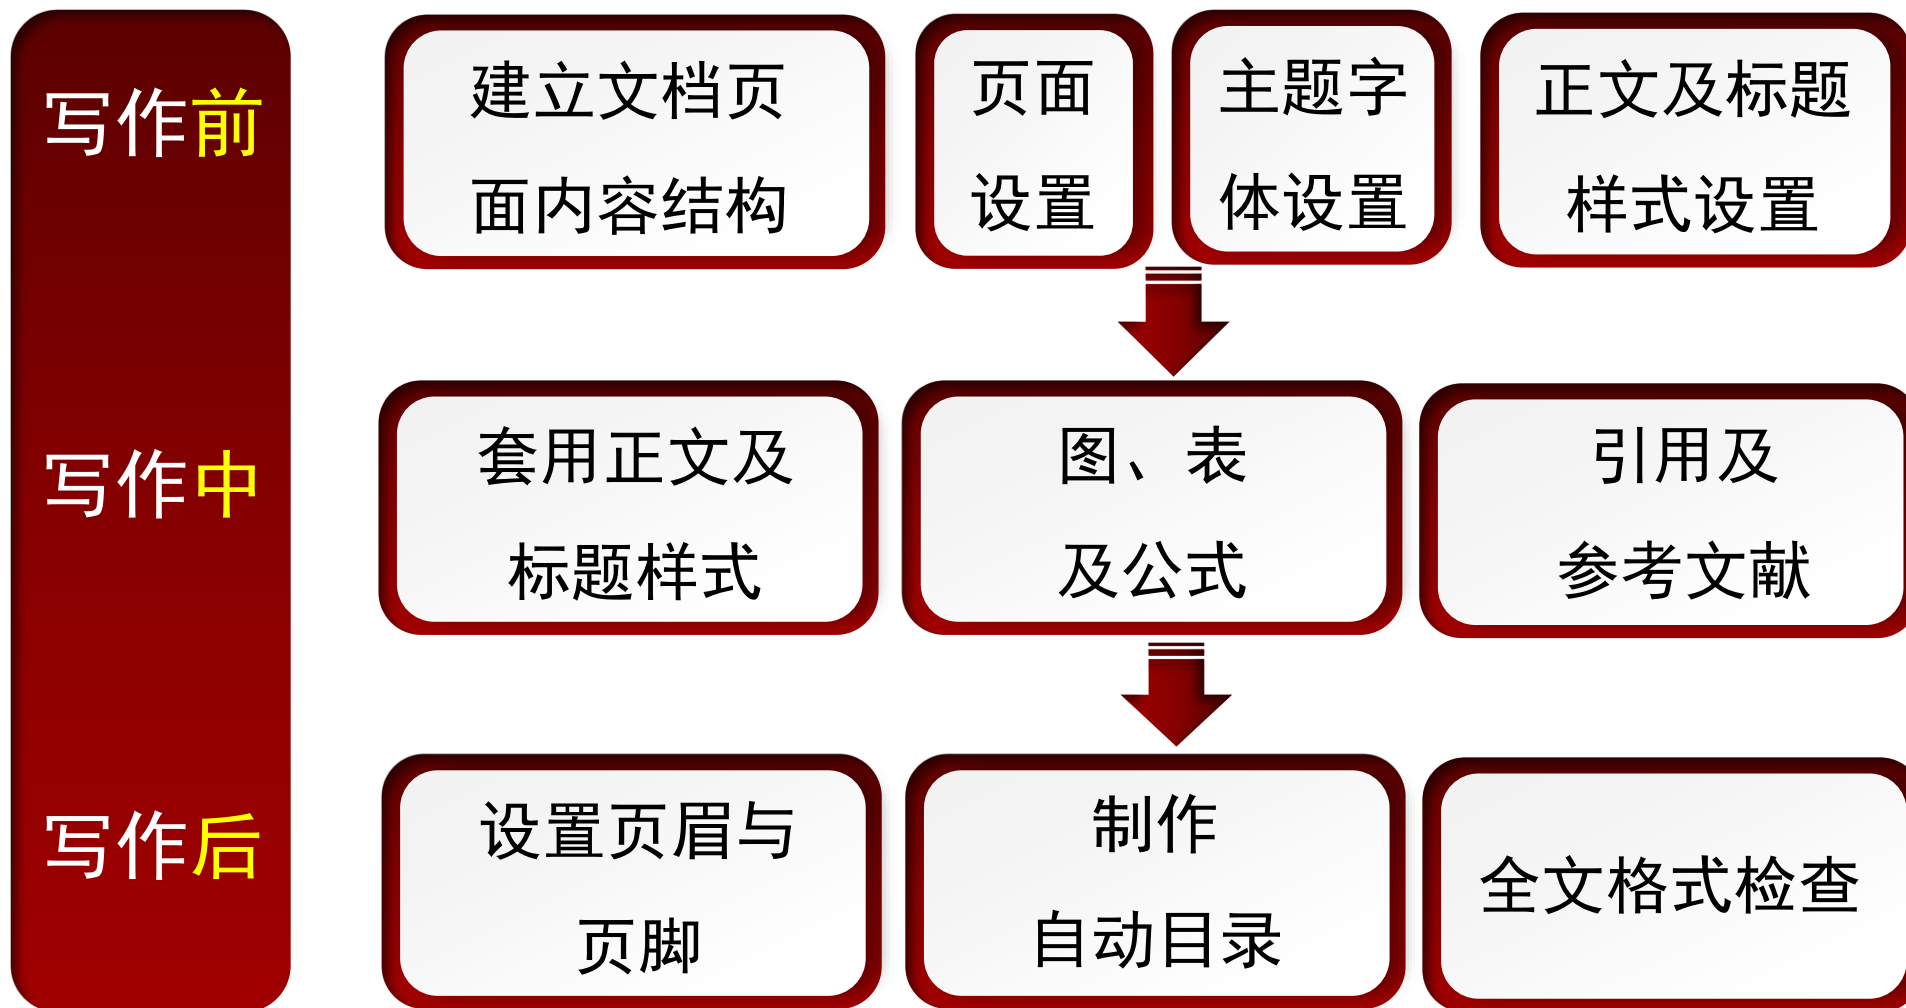 写作前
建立文档页
面内容结构
页面
设置
主题字
体设置
正文及标题
样式设置
写作中
套用正文及
标题样式
图、表
及公式
引用及
参考文献
写作后
设置页眉与
页脚
制作
自动目录
全文格式检查